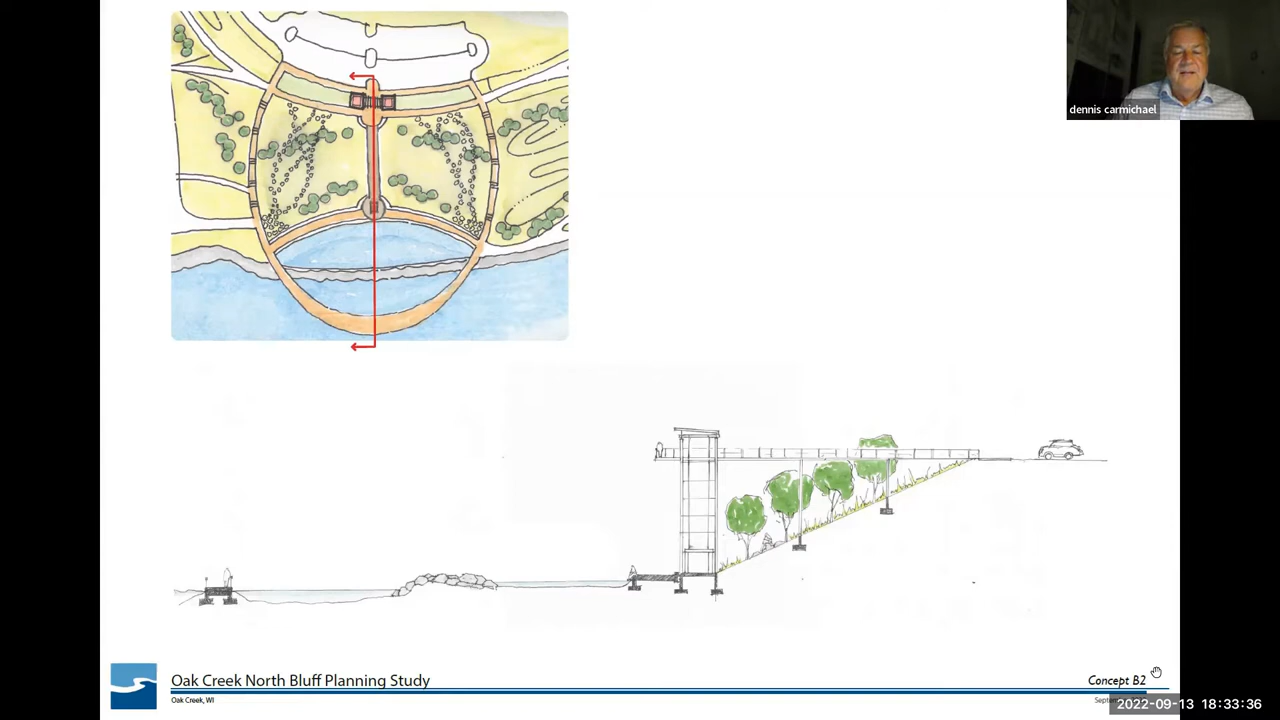 dennis carmichael
Oak Creek North Bluff Planning Study
Concept B2
Oak Creek, WI
2022-09-13 18:33:36